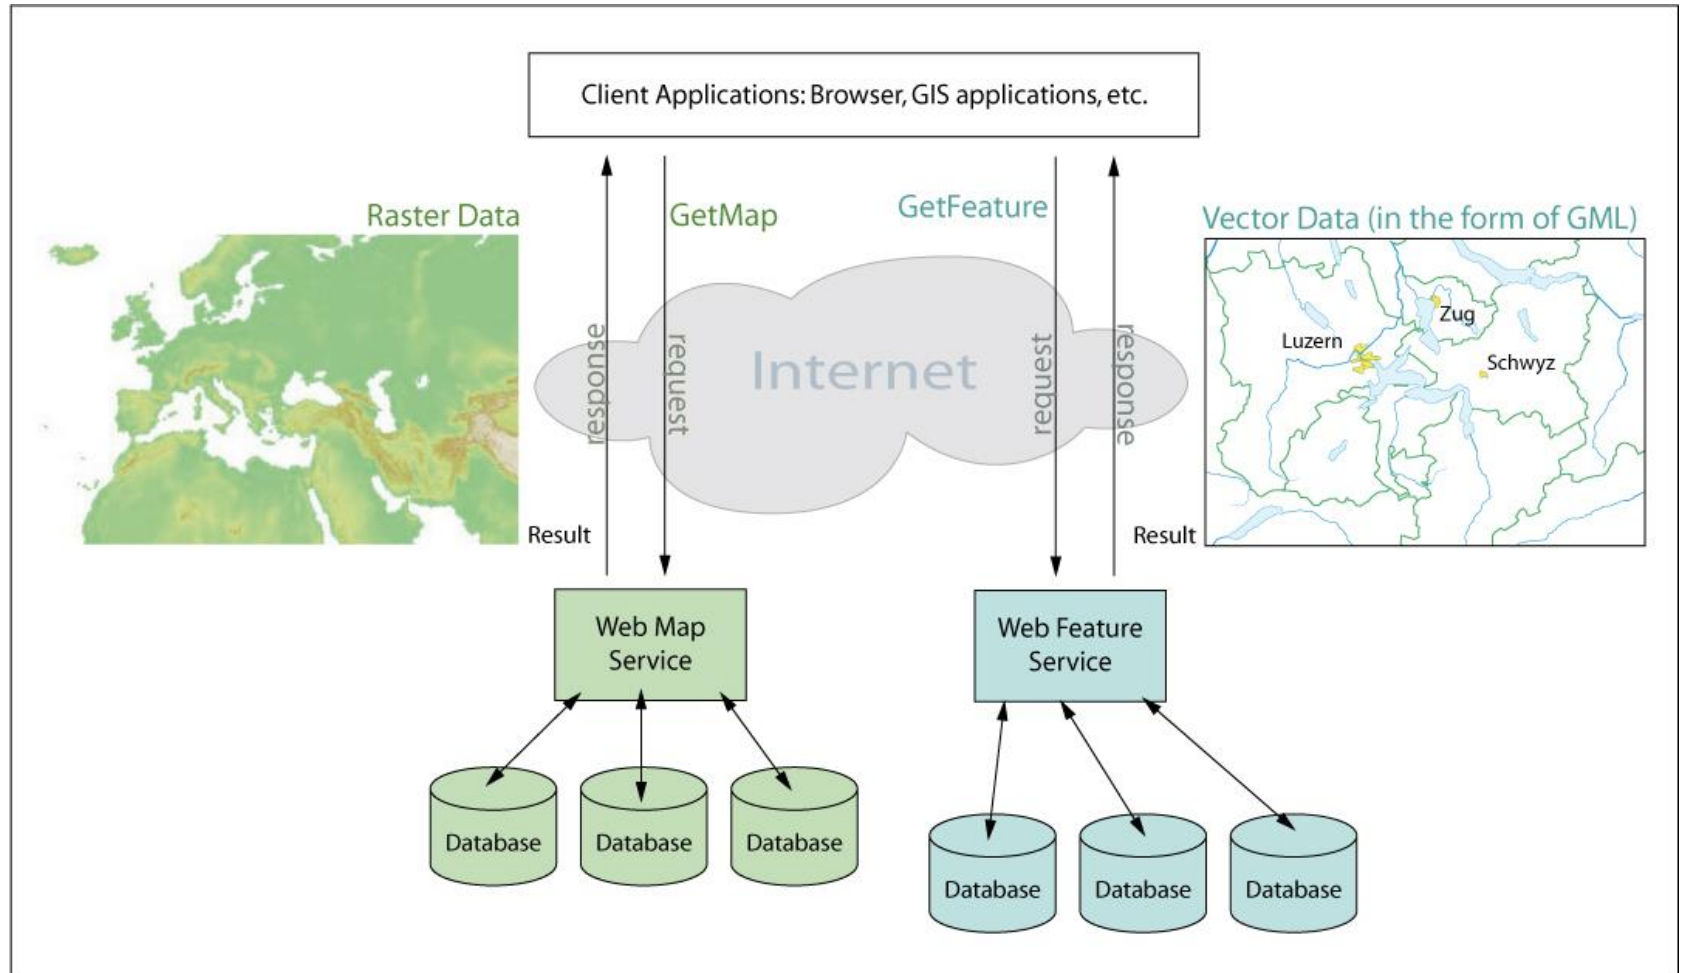 Client Applications: Browser, GIS applications, etc.
Raster Data
GetMap
GetFeature
Vector Data (in the form of GML)
response
request
Internet
request
response
Luzern
Zug
Schwyz
Result
Result
Web Map
Service
Web Feature
Service
Database
Database
Database
Database
Database
Database